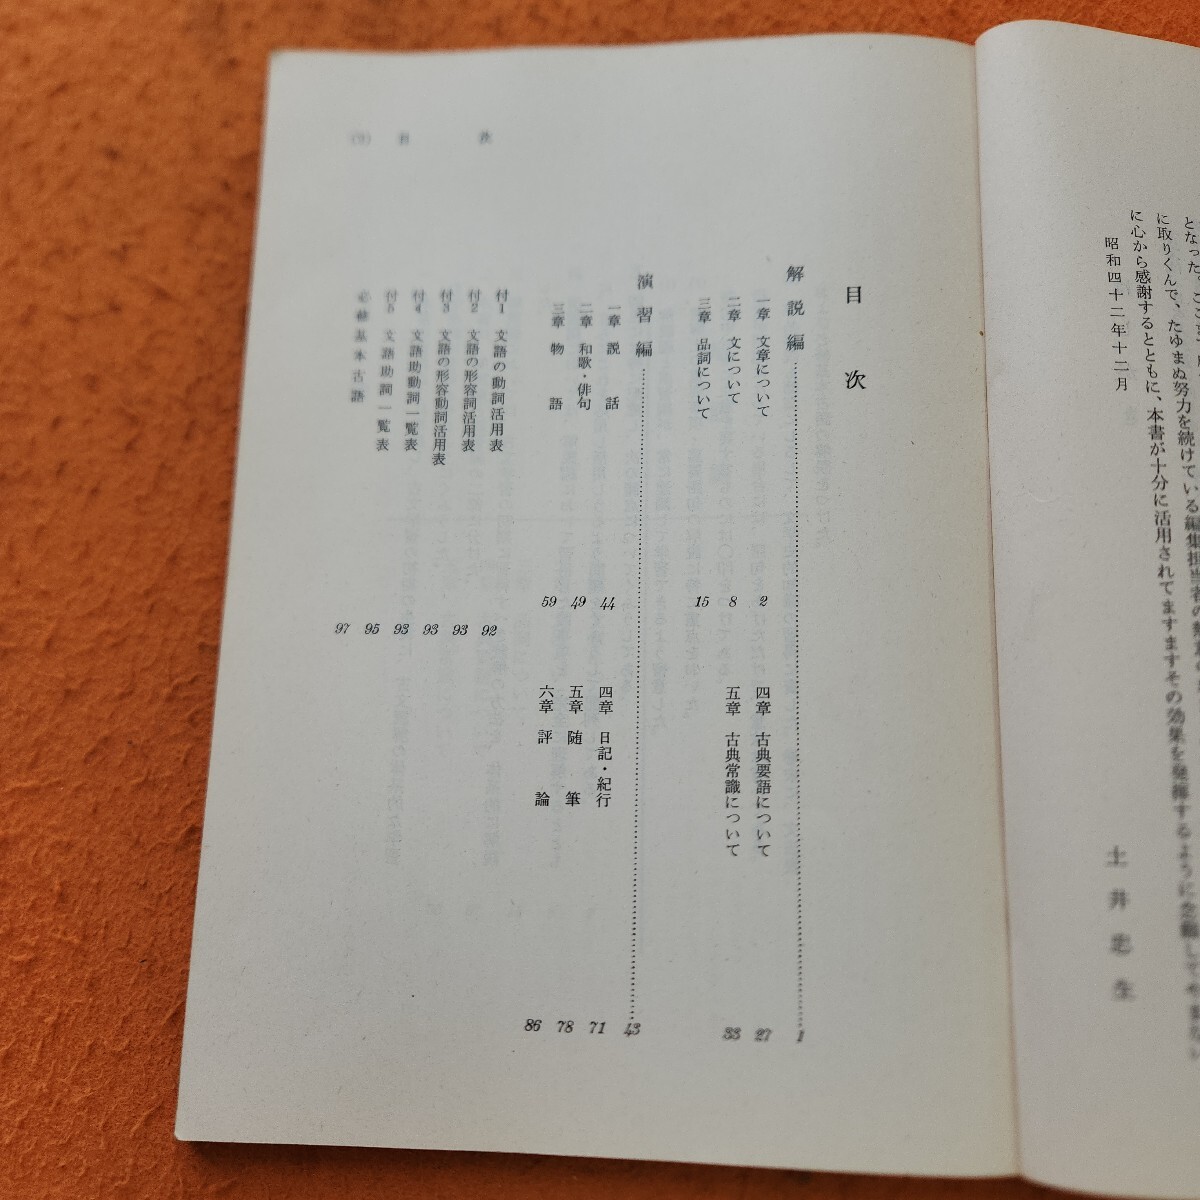 に取りくんで、たゆまぬ努力を続けている編集担当者の
に心から感謝するとともに、本書が十分に活用されてますますその効果を発揮するように念願して
昭和四十二年十二月
土井忠生
目次
解説編 1
一章 文章について 2
二章 文について 8
三章 品詞について 15
四章 古典要語について 27
五章 古典常識について 33
演習編 43
一章 説話 44
二章 和歌・俳句 49
三章 物語 59
四章 日記・紀行 71
五章 随筆 78
六章 評論 86
付1 文語の動詞活用表 92
付2 文語の形容詞活用表 93
付3 文語の形容動詞活用表 93
付4 文語助動詞一覧表 93
付5 文語助詞一覧表 95
必修基本古語 97
目次 (3)